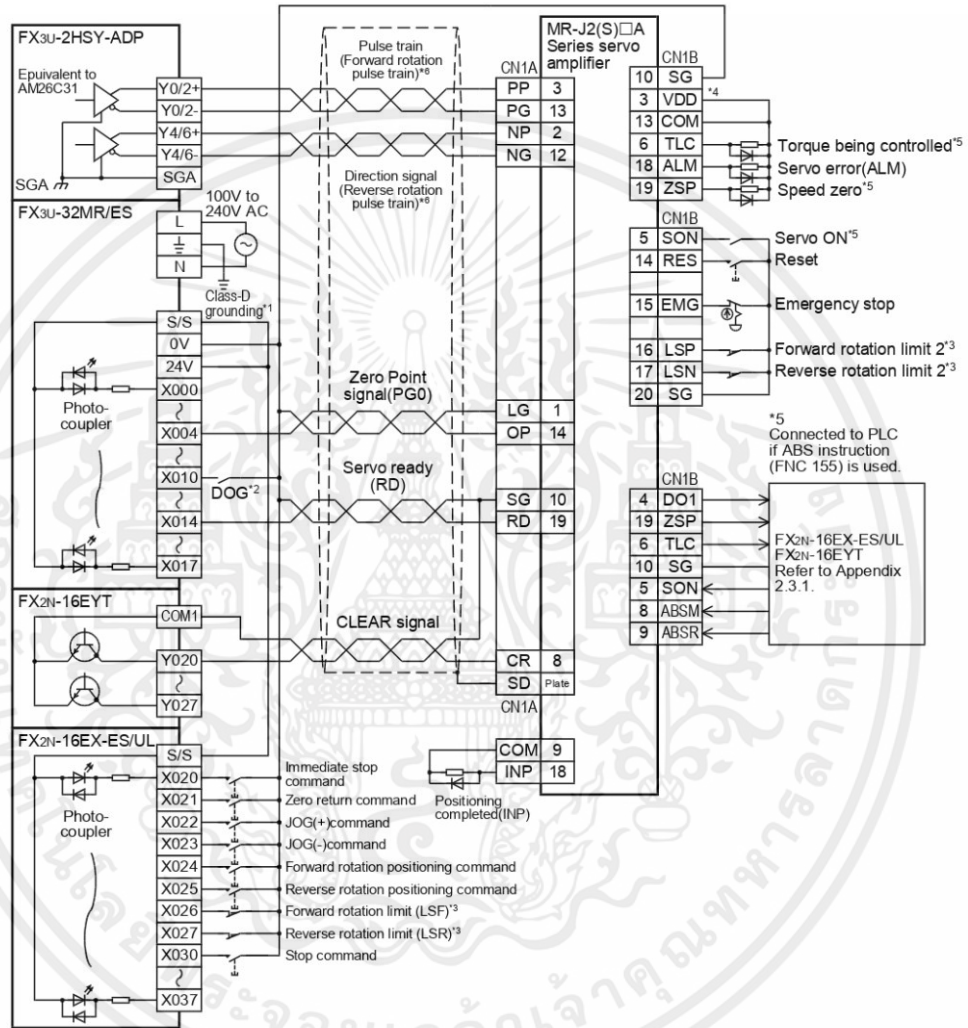 FX3U-2HSY-ADP
Epuivalent to
AM26C31
Y0/2+
Y0/2-
Y4/6+
Y4/6-
SGA
SGA
Pulse train
(Forward rotation
pulse train)*6
Direction signal
(Reverse rotation
pulse train)*6
CN1A
PP 3
PG 13
NP 2
NG 12
MR-J2(S)□A
Series servo
amplifier
CN1B
10 SG
3 VDD *4
13 COM
6 TLC Torque being controlled*5
18 ALM Servo error(ALM)
19 ZSP Speed zero*5
FX3U-32MR/ES
L
N
100V to
240V AC
Class-D
grounding*1
S/S
0V
24V
X000
X004
X010
X014
X017
Photo-
coupler
DOG*2
Zero Point
signal(PG0)
LG 1
OP 14
Servo ready
(RD)
SG 10
RD 19
CN1B
5 SON Servo ON*5
14 RES Reset
15 EMG Emergency stop
16 LSP Forward rotation limit 2*3
17 LSN Reverse rotation limit 2*3
20 SG
*5
Connected to PLC
if ABS instruction
(FNC 155) is used.
CN1B
4 DO1
19 ZSP
6 TLC
10 SG
5 SON
8 ABSM
9 ABSR
FX2N-16EX-ES/UL
FX2N-16EYT
Refer to Appendix
2.3.1.
FX2N-16EYT
COM1
Y020
Y027
CLEAR signal
CR 8
SD Plate
CN1A
COM 9
INP 18
Positioning
completed(INP)
FX2N-16EX-ES/UL
S/S
X020 Immediate stop
command
X021 Zero return command
X022 JOG(+)command
X023 JOG(-)command
X024 Forward rotation positioning command
X025 Reverse rotation positioning command
X026 Forward rotation limit (LSF)*3
X027 Reverse rotation limit (LSR)*3
X030 Stop command
X037
Photo-
coupler